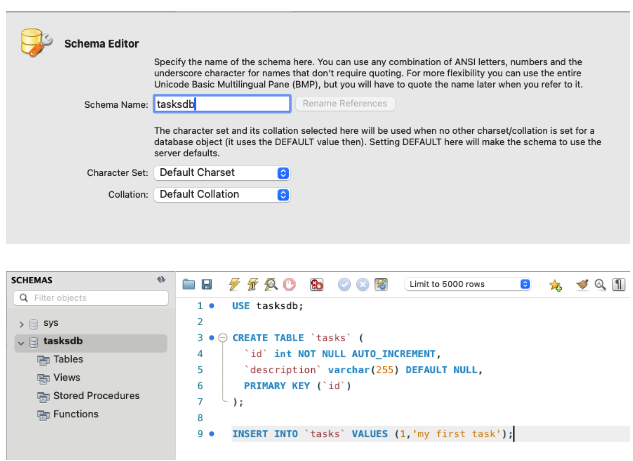 Schema Editor
Specify the name of the schema here. You can use any combination of ANSI letters, numbers and the
underscore character for names that don't require quoting. For more flexibility you can use the entire
Unicode Basic Multilingual Pane (BMP), but you will have to quote the name later when you refer to it.
Schema Name: tasksdb Rename References
The character set and its collation selected here will be used when no other charset/collation is set for a
database object (it uses the DEFAULT value then). Setting DEFAULT here will make the schema to use the
server defaults.
Character Set: Default Charset
Collation: Default Collation
SCHEMAS
Filter objects
sys
tasksdb
Tables
Views
Stored Procedures
Functions
Limit to 5000 rows
1 USE tasksdb;
2
3 CREATE TABLE `tasks` (
4 `id` int NOT NULL AUTO_INCREMENT,
5 `description` varchar(255) DEFAULT NULL,
6 PRIMARY KEY (`id`)
7 );
8
9 INSERT INTO `tasks` VALUES (1,'my first task');